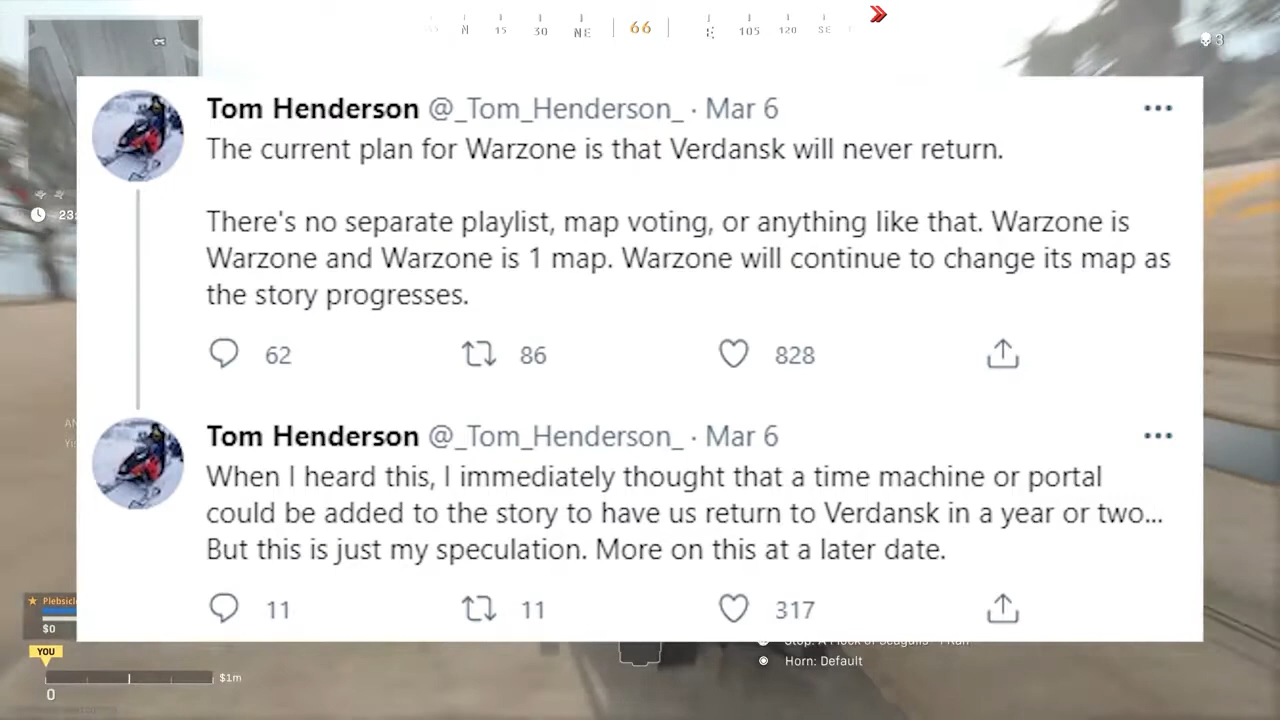 N 15 30 NE 66 E 105 120 SE
3
Tom Henderson @_Tom_Henderson_ · Mar 6
The current plan for Warzone is that Verdansk will never return.
There's no separate playlist, map voting, or anything like that. Warzone is
Warzone and Warzone is 1 map. Warzone will continue to change its map as
the story progresses.
23:
62 86 828
Tom Henderson @_Tom_Henderson_ · Mar 6
When I heard this, I immediately thought that a time machine or portal
could be added to the story to have us return to Verdansk in a year or two...
But this is just my speculation. More on this at a later date.
11 11 317
$0
YOU
Horn: Default
$1m
0